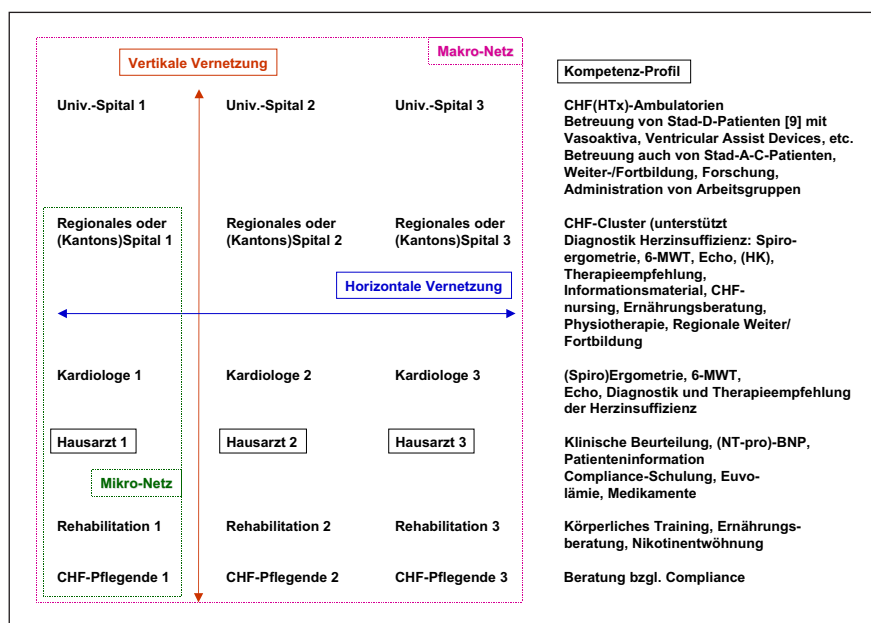 Makro-Netz
Vertikale Vernetzung
Kompetenz-Profil
Univ.-Spital 1
Univ.-Spital 2
Univ.-Spital 3
CHF(HTx)-Ambulatorien
Betreuung von Stad-D-Patienten [9] mit
Vasoaktiva, Ventricular Assist Devices, etc.
Betreuung auch von Stad-A-C-Patienten,
Weiter-/Fortbildung, Forschung,
Administration von Arbeitsgruppen
Regionales oder
(Kantons)Spital 1
Regionales oder
(Kantons)Spital 2
Regionales oder
(Kantons)Spital 3
CHF-Cluster (unterstützt
Diagnostik Herzinsuffizienz: Spiro-
ergometrie, 6-MWT, Echo, (HK),
Therapieempfehlung,
Informationsmaterial, CHF-
nursing, Ernährungsberatung,
Physiotherapie, Regionale Weiter/
Fortbildung
Horizontale Vernetzung
Kardiologe 1
Kardiologe 2
Kardiologe 3
(Spiro)Ergometrie, 6-MWT,
Echo, Diagnostik und Therapieempfehlung
der Herzinsuffizienz
Hausarzt 1
Hausarzt 2
Hausarzt 3
Klinische Beurteilung, (NT-pro)-BNP,
Patienteninformation
Compliance-Schulung, Euvo-
lämie, Medikamente
Mikro-Netz
Rehabilitation 1
Rehabilitation 2
Rehabilitation 3
Körperliches Training, Ernährungs-
beratung, Nikotinentwöhnung
CHF-Pflegende 1
CHF-Pflegende 2
CHF-Pflegende 3
Beratung bzgl. Compliance